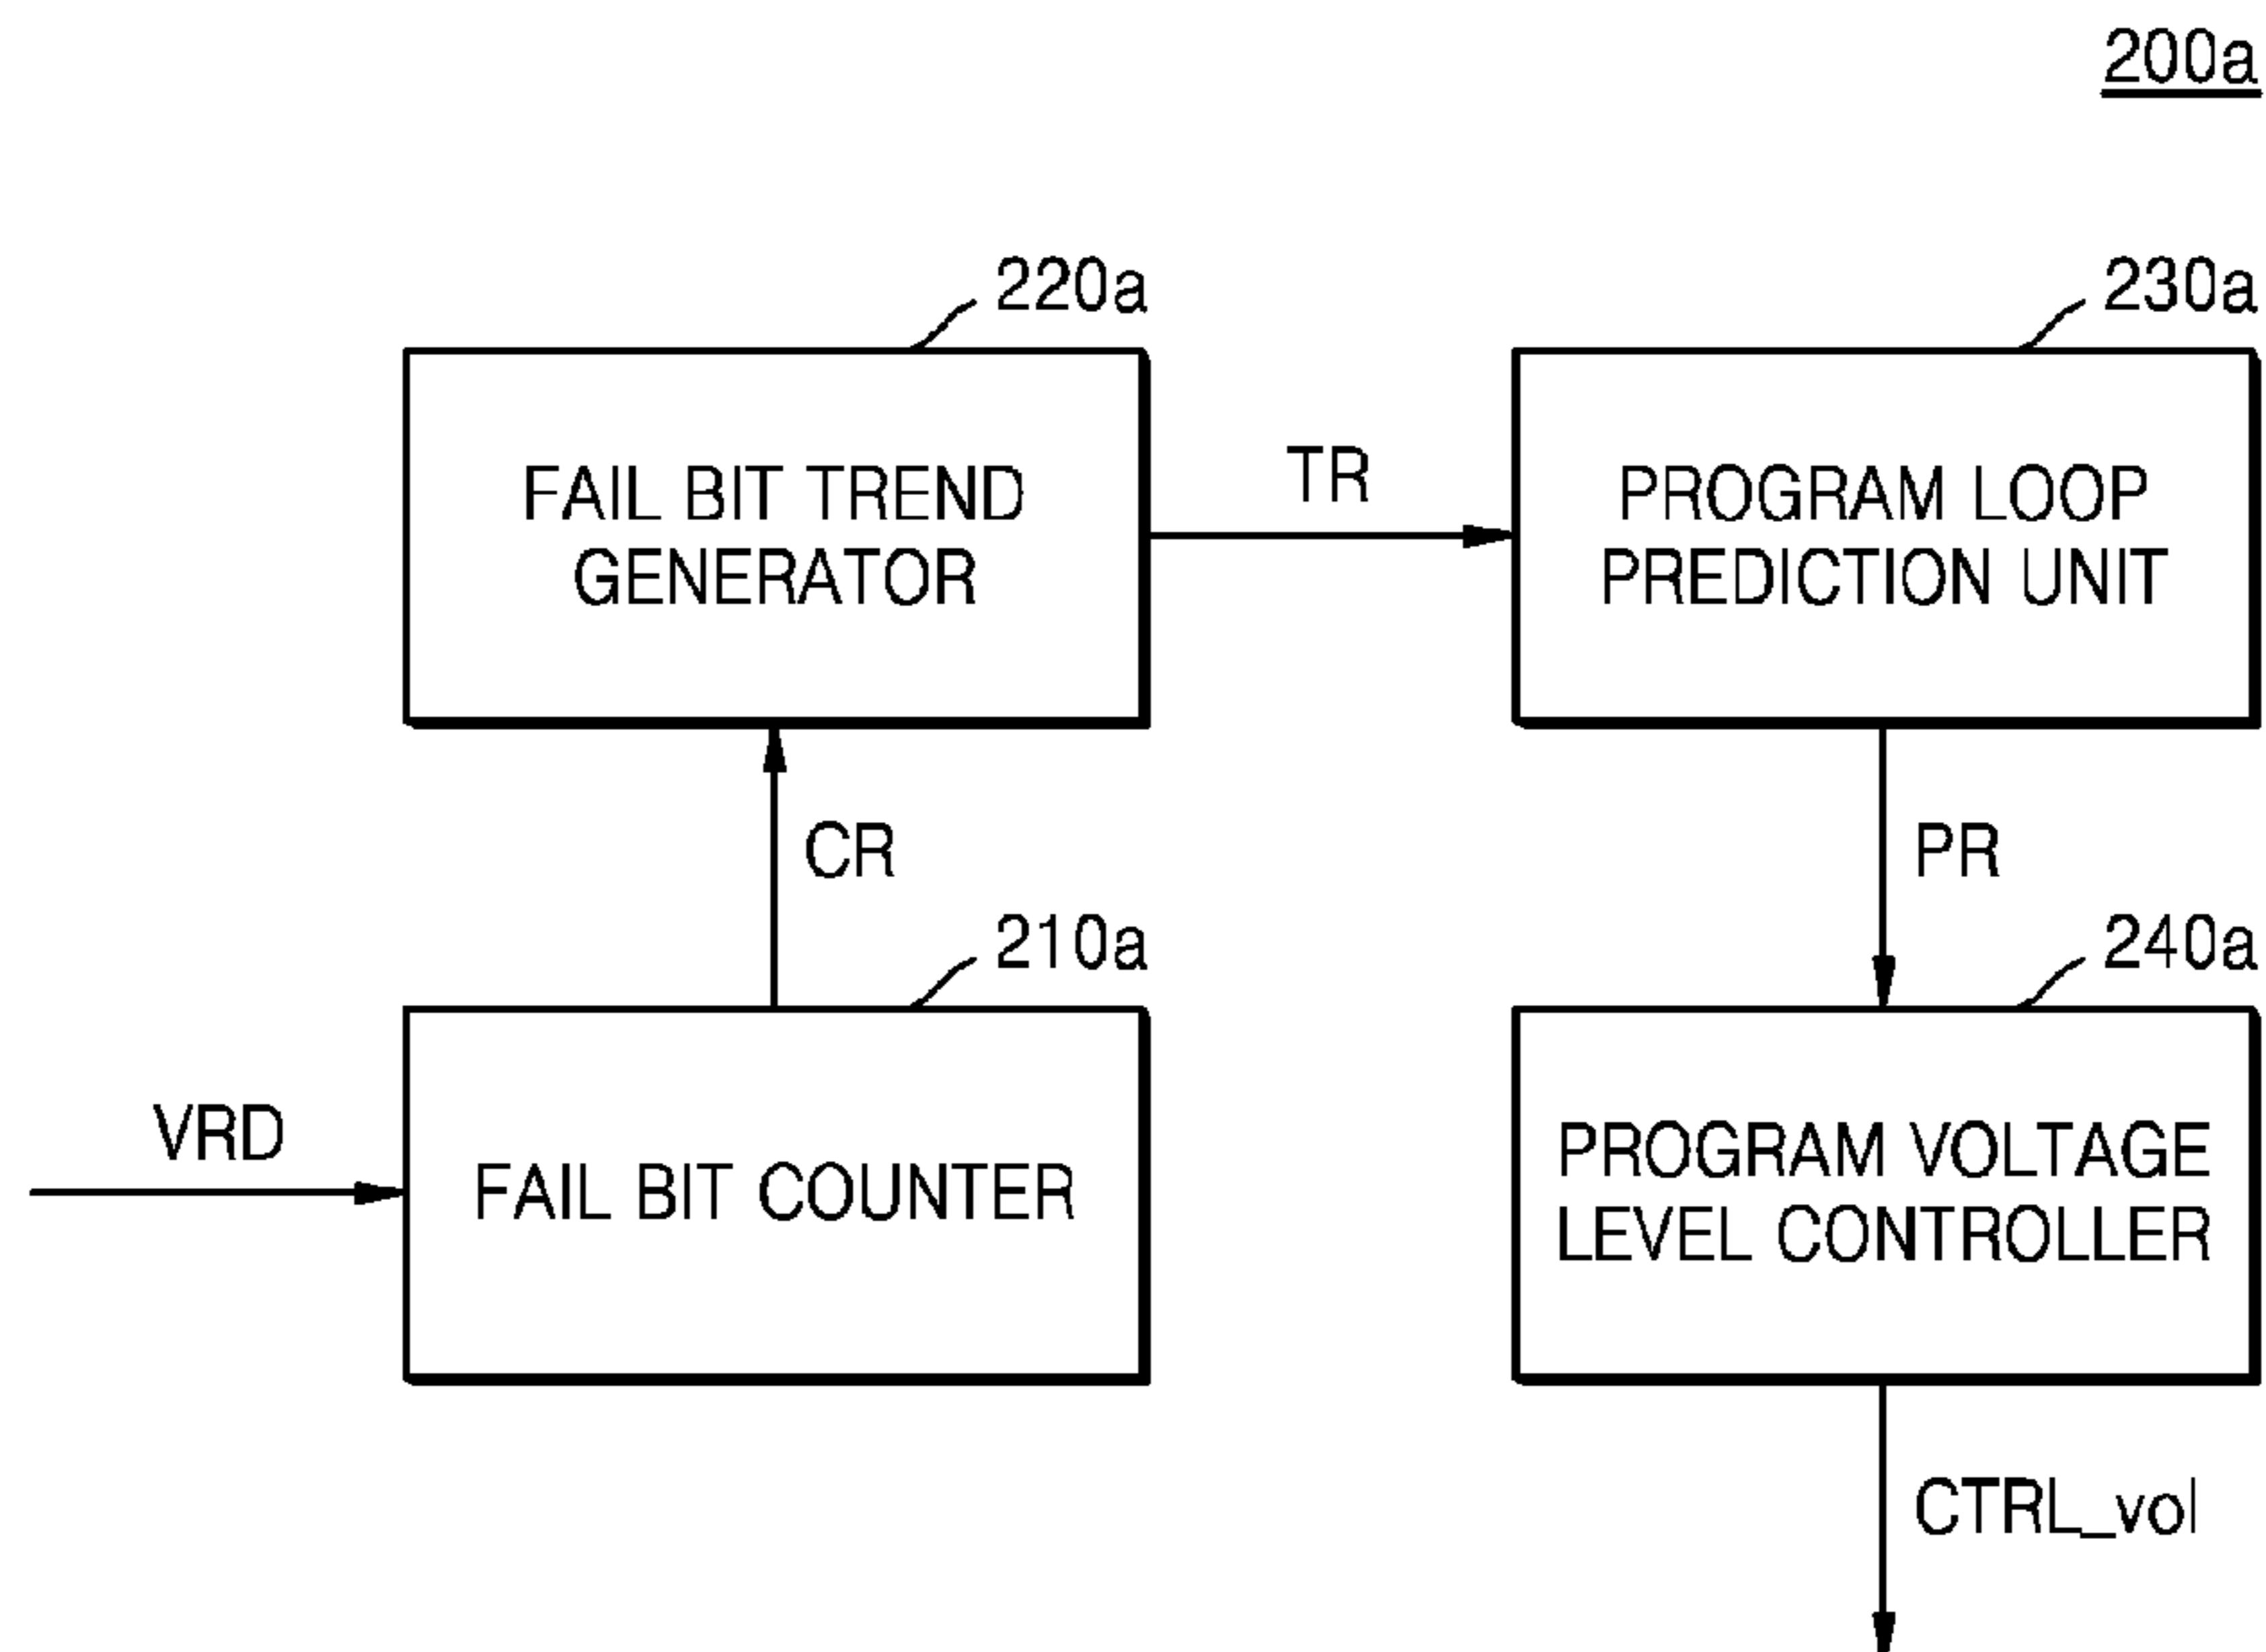 200a
220a
230a
FAIL BIT TREND
GENERATOR
TR
PROGRAM LOOP
PREDICTION UNIT
CR
PR
210a
240a
VRD
FAIL BIT COUNTER
PROGRAM VOLTAGE
LEVEL CONTROLLER
CTRL_vol